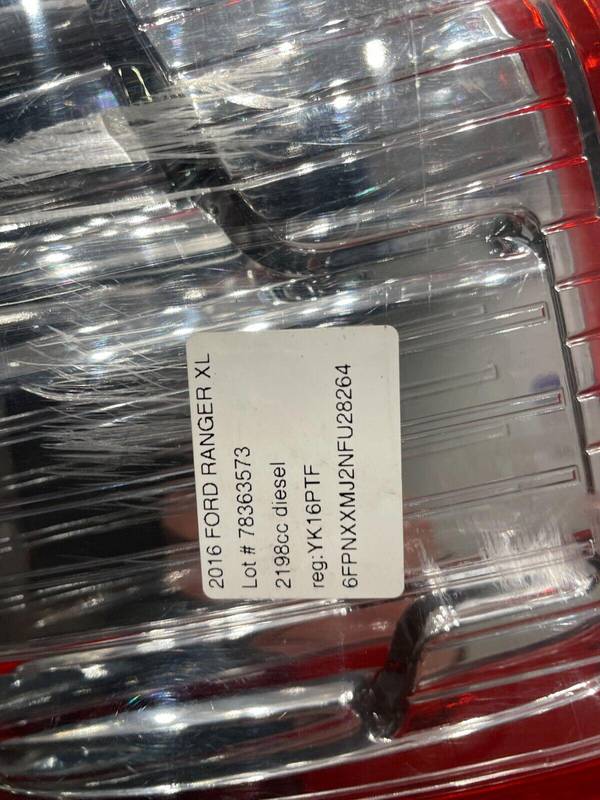 2016 FORD RANGER XL
Lot # 78363573
2198cc diesel
reg:YK16PTF
6FPNXXMJ2NFU28264